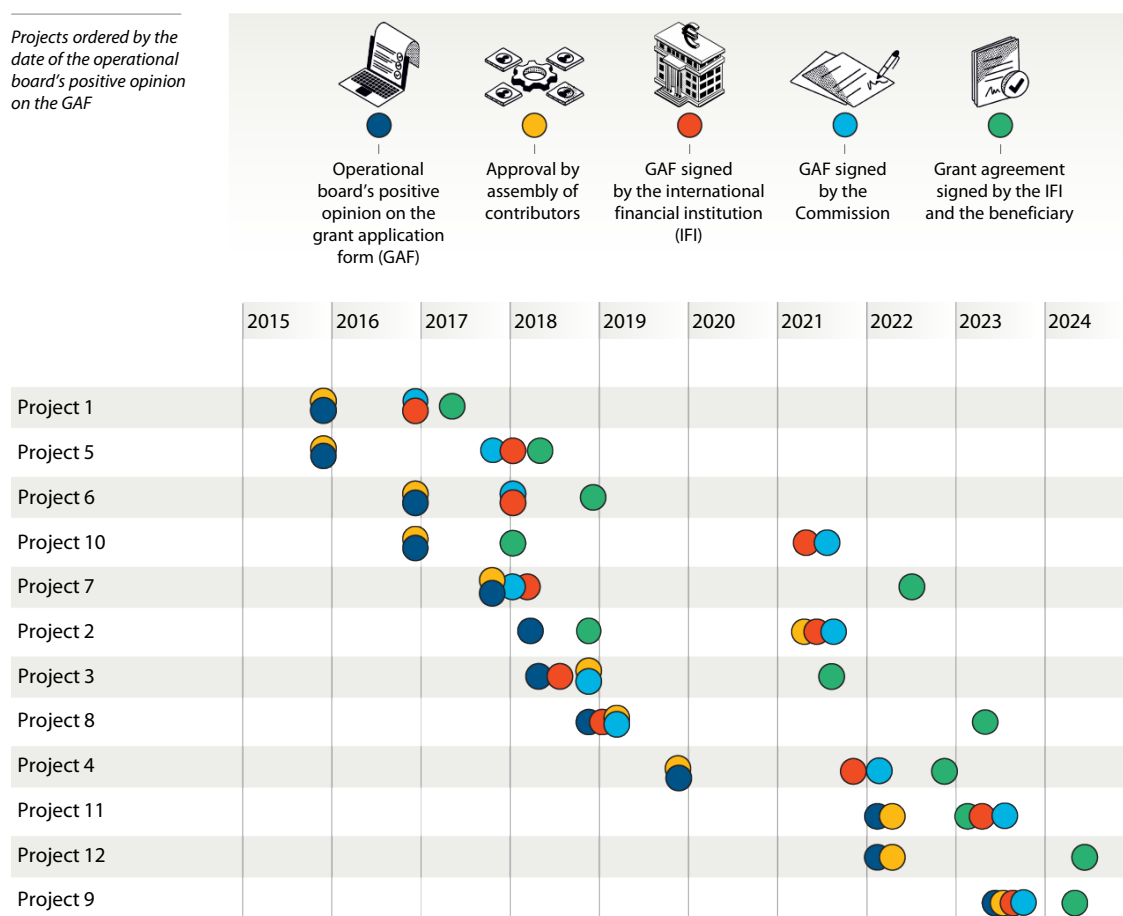 Projects ordered by the
date of the operational
board's positive opinion
on the GAF
€
Operational
board's positive
opinion on the
grant application
form (GAF)
Approval by
assembly of
contributors
GAF signed
by the international
financial institution
(IFI)
GAF signed
by the
Commission
Grant agreement
signed by the IFI
and the beneficiary
2015 2016 2017 2018 2019 2020 2021 2022 2023 2024
Project 1
Project 5
Project 6
Project 10
Project 7
Project 2
Project 3
Project 8
Project 4
Project 11
Project 12
Project 9